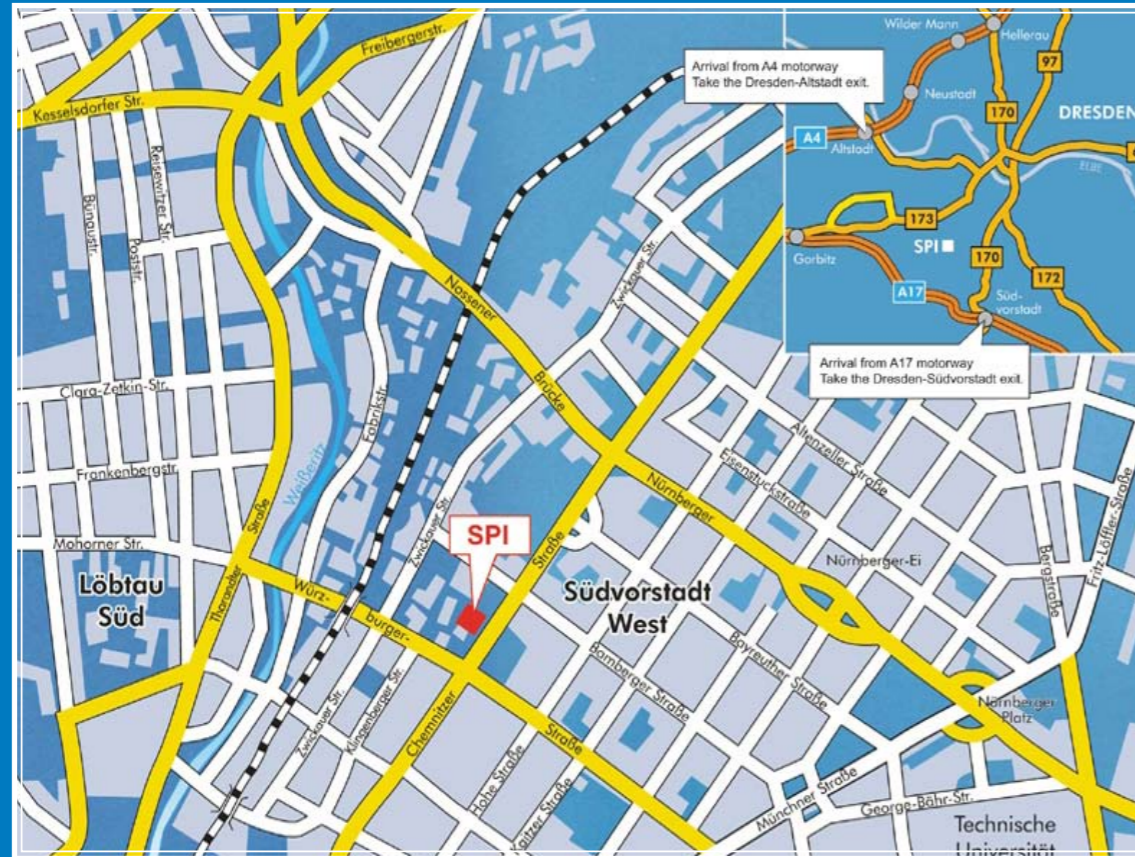 Wilder Mann
Hellerau
Arrival from A4 motorway
Take the Dresden-Altstadt exit.
97
Neustadt
170
DRESDEN
A4
Altstadt
ELBE
173
SPI
Gorbitz
170
172
A17
Süd-
vorstadt
Arrival from A17 motorway
Take the Dresden-Südvorstadt exit.
Freibergerstr.
Kesselsdorfer Str.
Reisewitzer Str.
Bünaustr.
Poststr.
Zwickauer Str.
Nossener
Brücke
Clara-Zetkin-Str.
Fabrikstr.
Frankenbergstr.
Weißeritz
Altenzeller Straße
Eisenstuckstraße
Nürnberger
Zwickauer Str.
SPI
Straße
Mohorner Str.
Tharandter
Straße
Löbtau
Süd
Würz-
burger-
Straße
Südvorstadt
West
Nürnberger-Ei
Bergstraße
Fritz-Löffler-Straße
Bamberger Straße
Bayreuther Straße
Zwickauer Str.
Klingenberger Str.
Chemnitzer
Nürnberger
Platz
Hohe Straße
Kaitzer Straße
Münchner Straße
George-Bähr-Str.
Technische
Universität